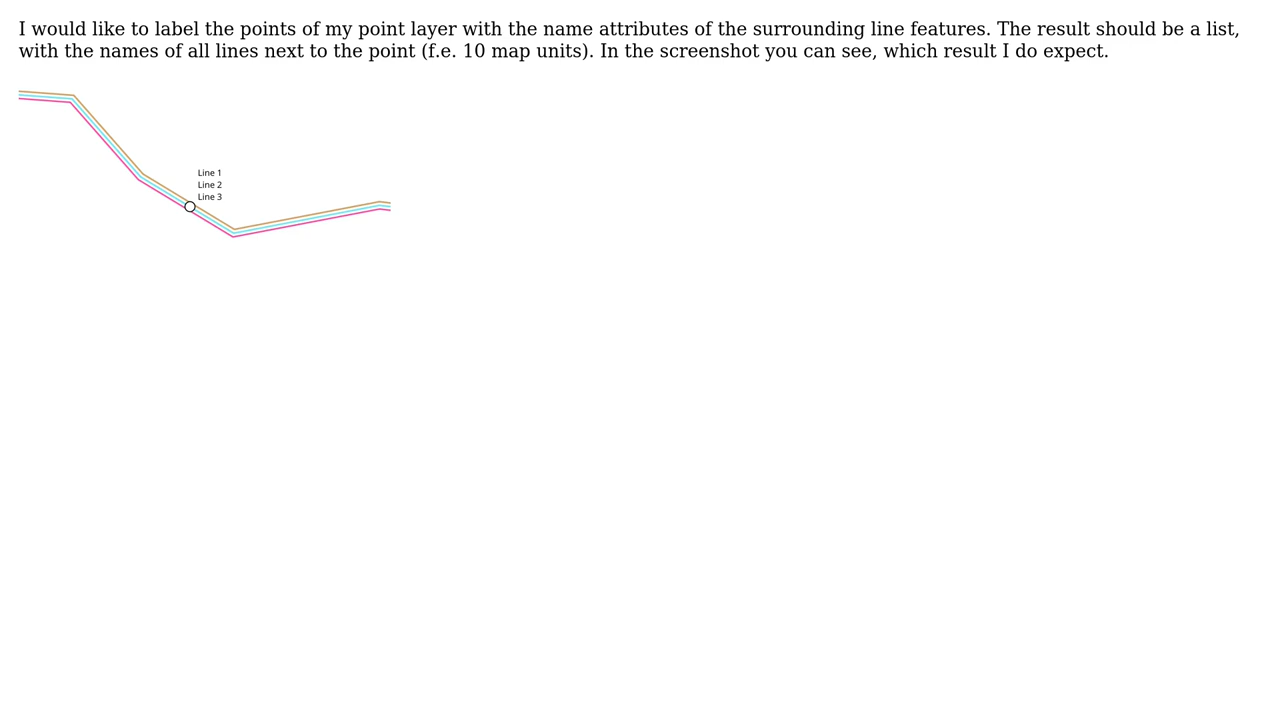 I would like to label the points of my point layer with the name attributes of the surrounding line features. The result should be a list,
with the names of all lines next to the point (f.e. 10 map units). In the screenshot you can see, which result I do expect.
Line 1
Line 2
Line 3